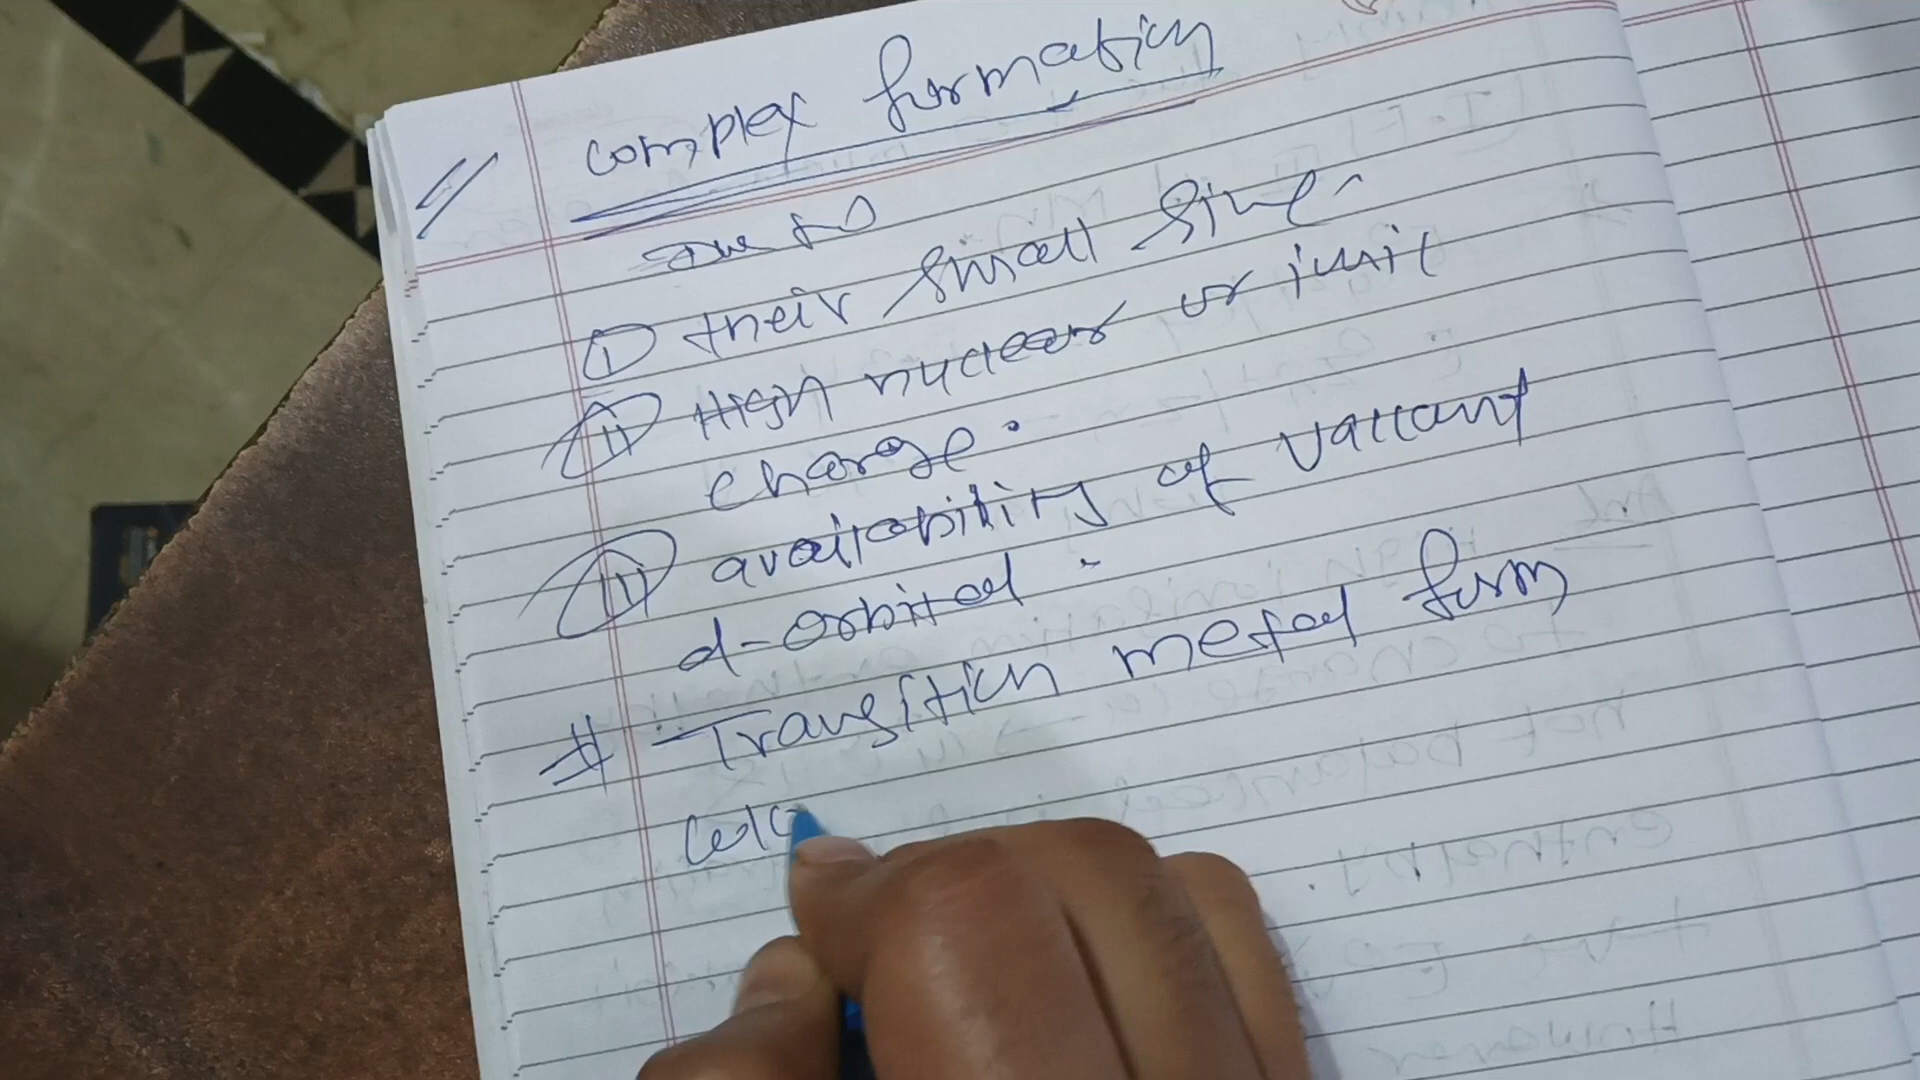 complex formation
Due to
I their small size
II High nuclear or ionic
charge.
III availability of vaccant
d-orbital.
# Transition metal form
colo